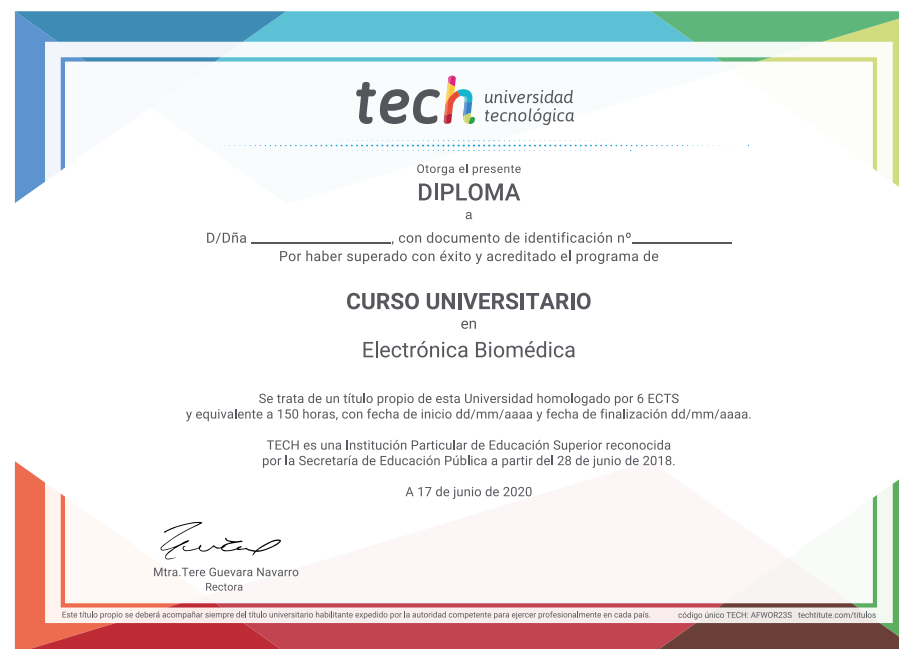 tech universidad
tecnológica
Otorga el presente
DIPLOMA
a
D/Dña ____________________, con documento de identificación nº______________
Por haber superado con éxito y acreditado el programa de
CURSO UNIVERSITARIO
en
Electrónica Biomédica
Se trata de un título propio de esta Universidad homologado por 6 ECTS
y equivalente a 150 horas, con fecha de inicio dd/mm/aaaa y fecha de finalización dd/mm/aaaa.
TECH es una Institución Particular de Educación Superior reconocida
por la Secretaría de Educación Pública a partir del 28 de junio de 2018.
A 17 de junio de 2020
Mtra.Tere Guevara Navarro
Rectora
Este título propio se deberá acompañar siempre del título universitario habilitante expedido por la autoridad competente para ejercer profesionalmente en cada país. código único TECH: AFWOR23S techtitute.com/titulos